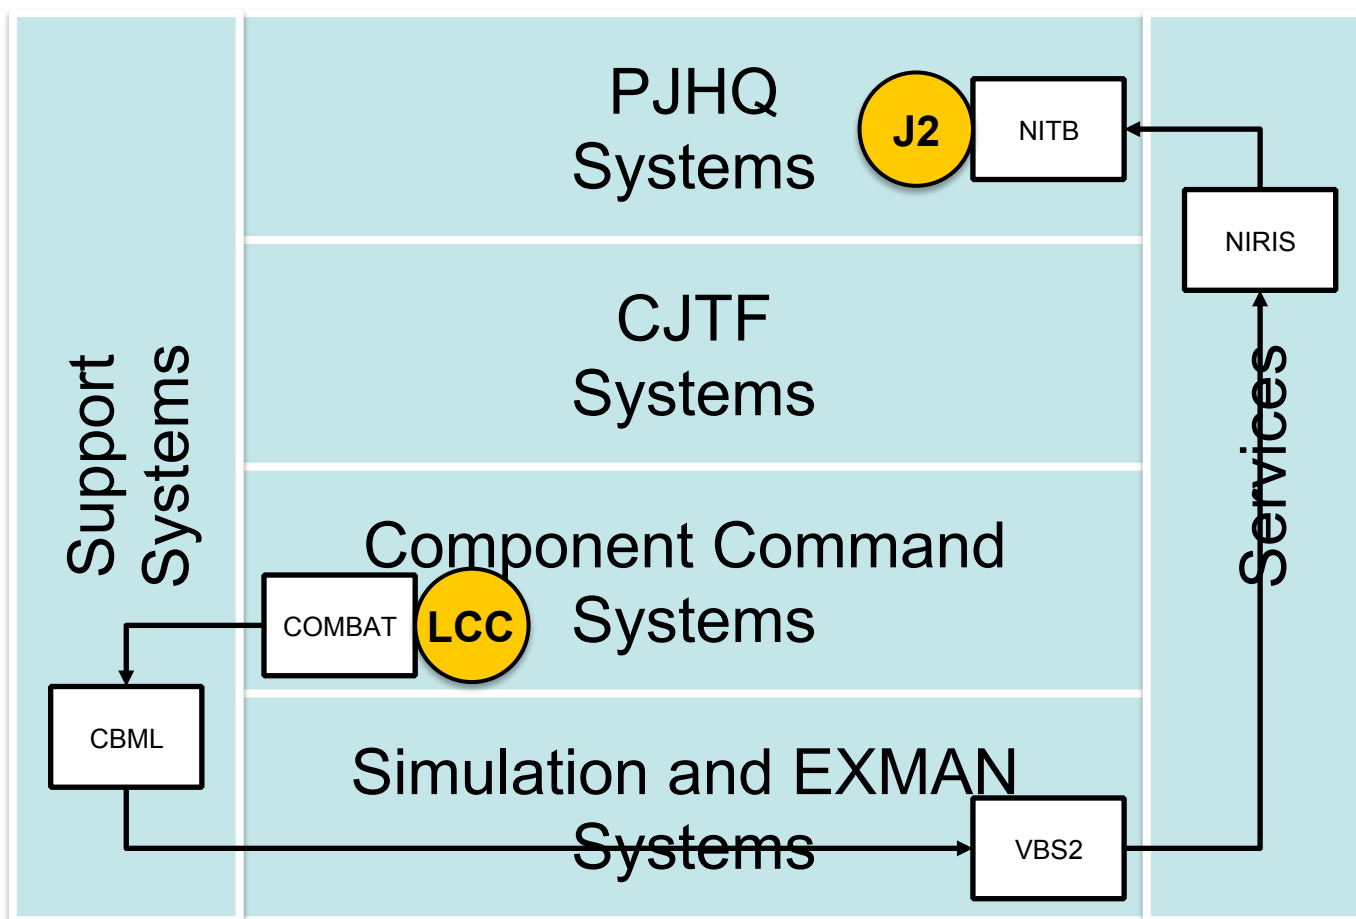 PJHQ
Systems
J2
NITB
NIRIS
CJTF
Systems
Support
Systems
Services
Component Command
Systems
COMBAT
LCC
CBML
Simulation and EXMAN
Systems
VBS2